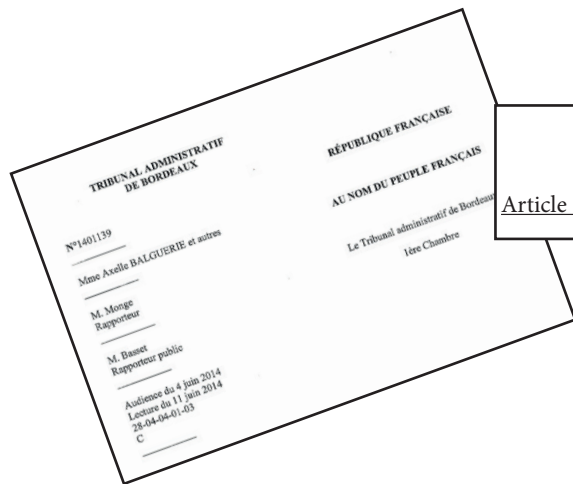 TRIBUNAL ADMINISTRATIF
DE BORDEAUX
N°1401139
Mme Axelle BALGUERIE et autres
M. Monge
Rapporteur
M. Basset
Rapporteur public
Audience du 4 juin 2014
Lecture du 11 juin 2014
28-04-04-01-03
C
RÉPUBLIQUE FRANÇAISE
AU NOM DU PEUPLE FRANÇAIS
Le Tribunal administratif de Bordeaux
1ère Chambre
Article